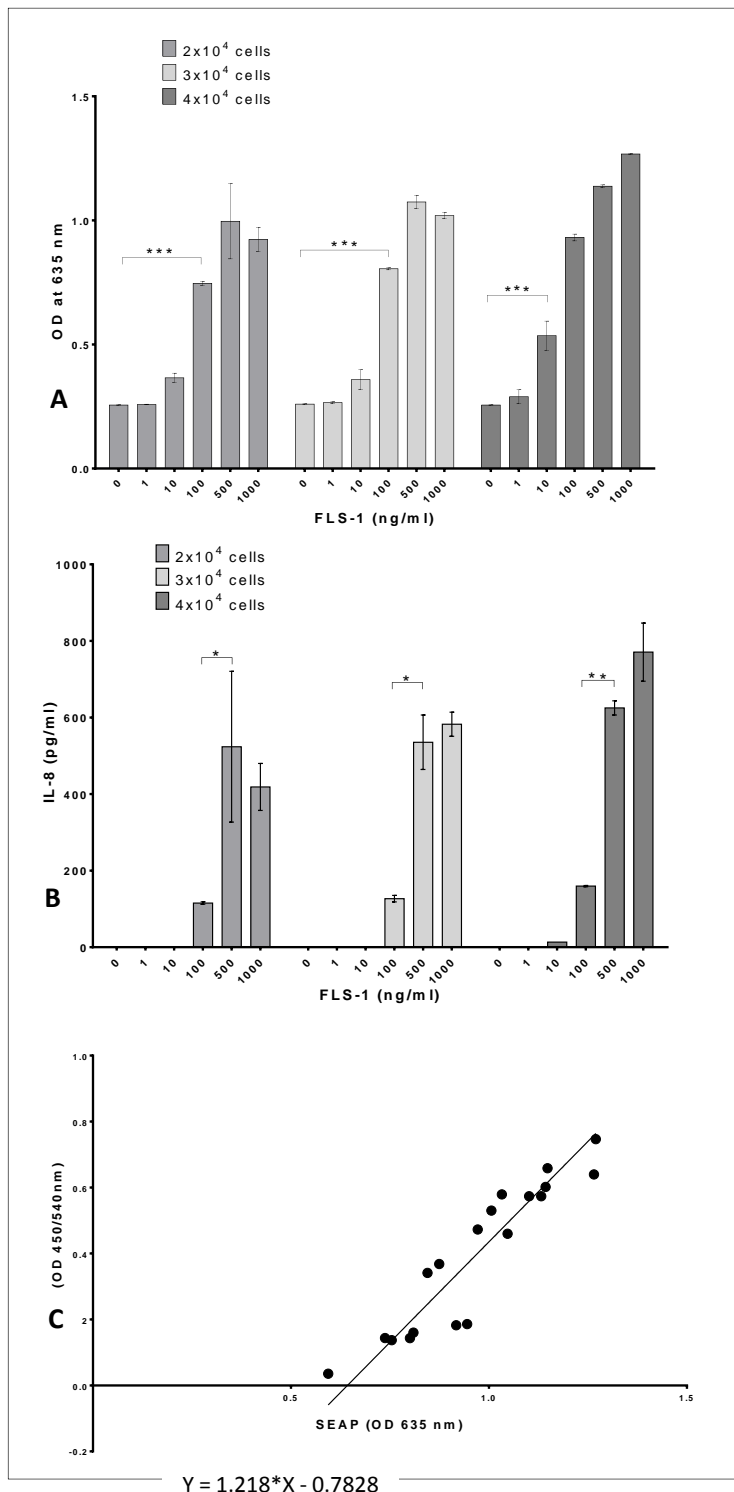 2x10⁴ cells
3x10⁴ cells
4x10⁴ cells
1.5
1.0
0.5
0.0
OD at 635 nm
***
***
***
A
0 1 10 100 500 1000 0 1 10 100 500 1000 0 1 10 100 500 1000
FLS-1 (ng/ml)
2x10⁴ cells
3x10⁴ cells
4x10⁴ cells
1000
800
600
400
200
0
IL-8 (pg/ml)
*
*
**
B
0 1 10 100 500 1000 0 1 10 100 500 1000 0 1 10 100 500 1000
FLS-1 (ng/ml)
1.0
0.8
0.6
0.4
2
0.0
-0.2
(OD 450/540nm)
C
0.5 1.0 1.5
SEAP (OD 635 nm)
Y = 1.218*X - 0.7828